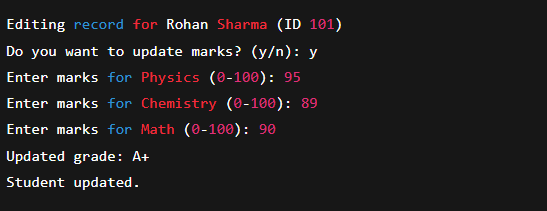 Editing record for Rohan Sharma (ID 101)
Do you want to update marks? (y/n): y
Enter marks for Physics (0-100): 95
Enter marks for Chemistry (0-100): 89
Enter marks for Math (0-100): 90
Updated grade: A+
Student updated.